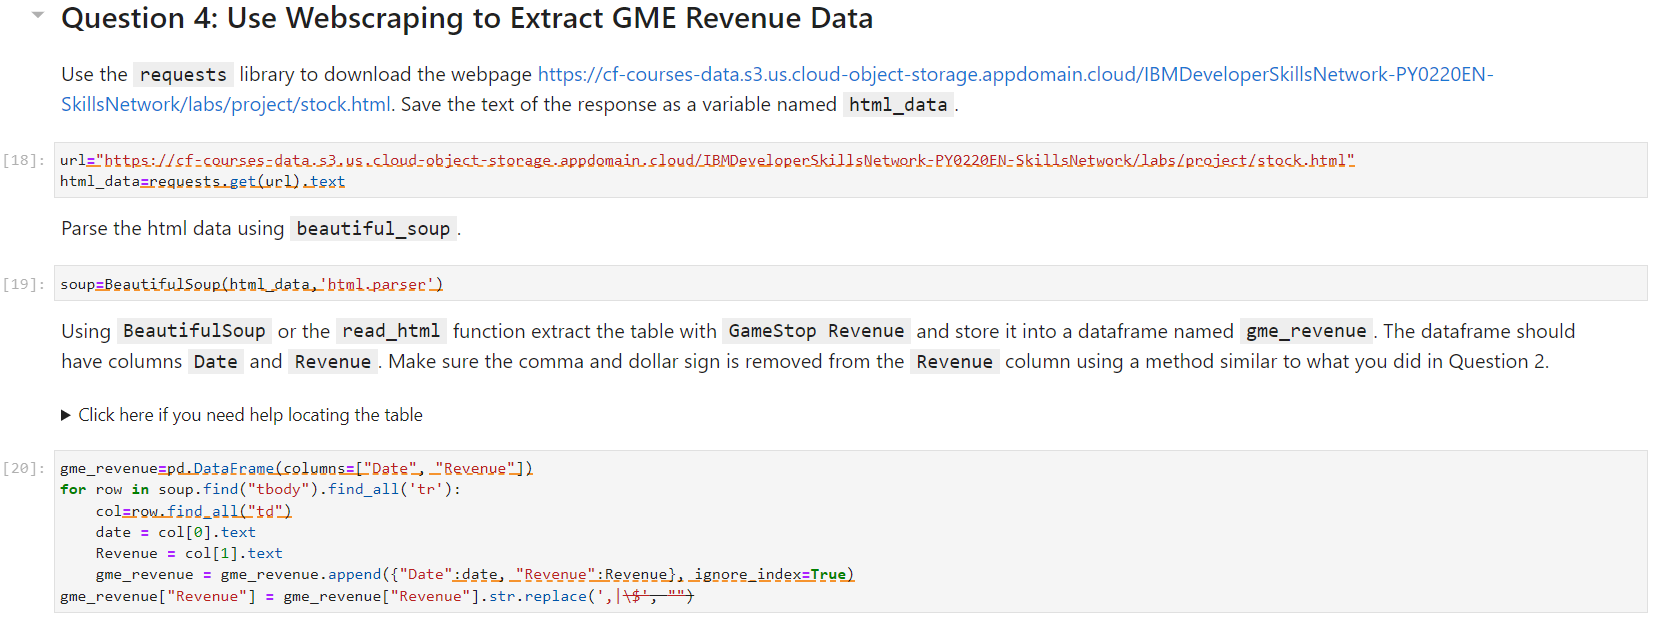 Question 4: Use Webscraping to Extract GME Revenue Data
Use the requests library to download the webpage https://cf-courses-data.s3.us.cloud-object-storage.appdomain.cloud/IBMDeveloperSkillsNetwork-PY0220EN-
SkillsNetwork/labs/project/stock.html. Save the text of the response as a variable named html_data.
[18]: url="https://cf-courses-data.s3.us.cloud-object-storage.appdomain.cloud/IBMDeveloperSkillsNetwork-PY0220EN-SkillsNetwork/labs/project/stock.html"
html_data=requests.get(url).text
Parse the html data using beautiful_soup.
[19]: soup=BeautifulSoup(html_data,'html.parser')
Using BeautifulSoup or the read_html function extract the table with GameStop Revenue and store it into a dataframe named gme_revenue. The dataframe should
have columns Date and Revenue. Make sure the comma and dollar sign is removed from the Revenue column using a method similar to what you did in Question 2.
▶ Click here if you need help locating the table
[20]: gme_revenue=pd.DataFrame(columns=["Date", "Revenue"])
for row in soup.find("tbody").find_all('tr'):
    col=row.find_all("td")
    date = col[0].text
    Revenue = col[1].text
    gme_revenue = gme_revenue.append({"Date":date, "Revenue":Revenue}, ignore_index=True)
gme_revenue["Revenue"] = gme_revenue["Revenue"].str.replace(',|\$', "")